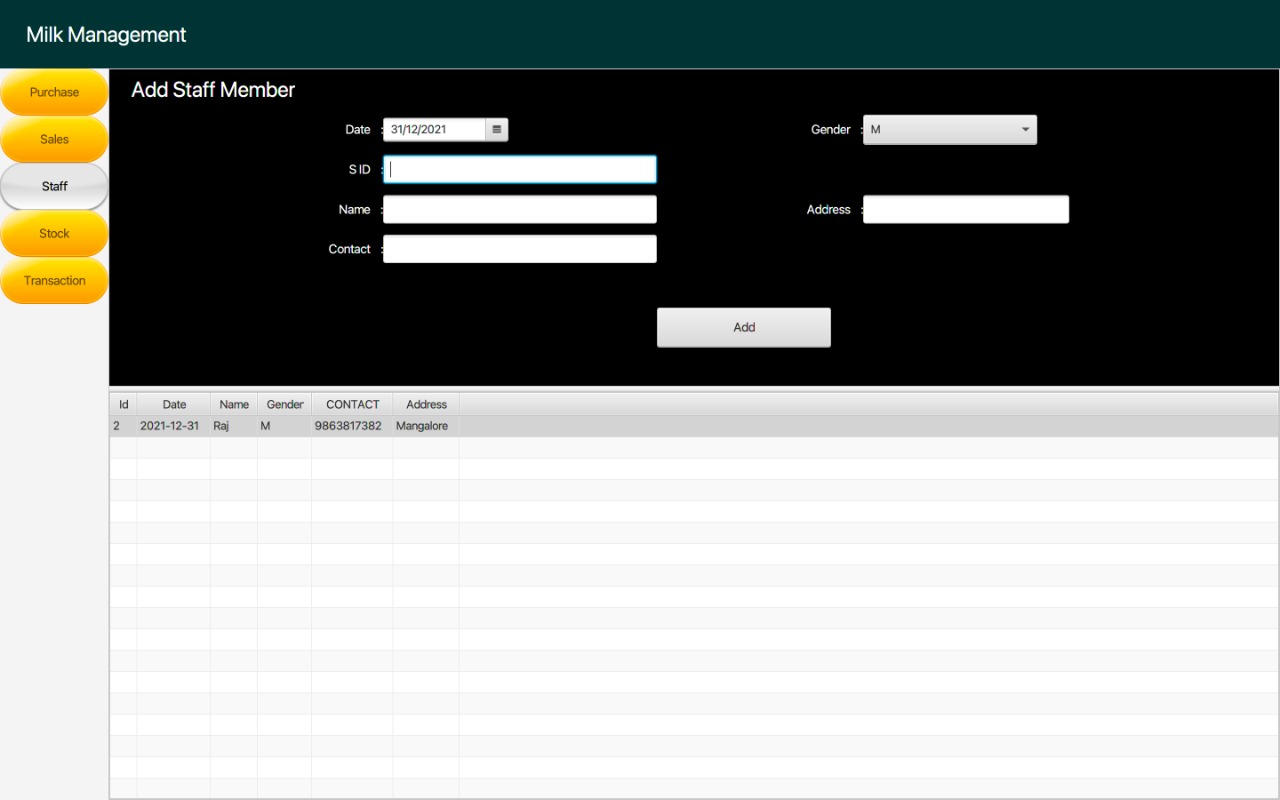 Milk Management
Purchase
Sales
Staff
Stock
Transaction
Add Staff Member
Date : 31/12/2021
Gender : M
S ID :
Name :
Address :
Contact :
Add
Id Date Name Gender CONTACT Address
2 2021-12-31 Raj M 9863817382 Mangalore